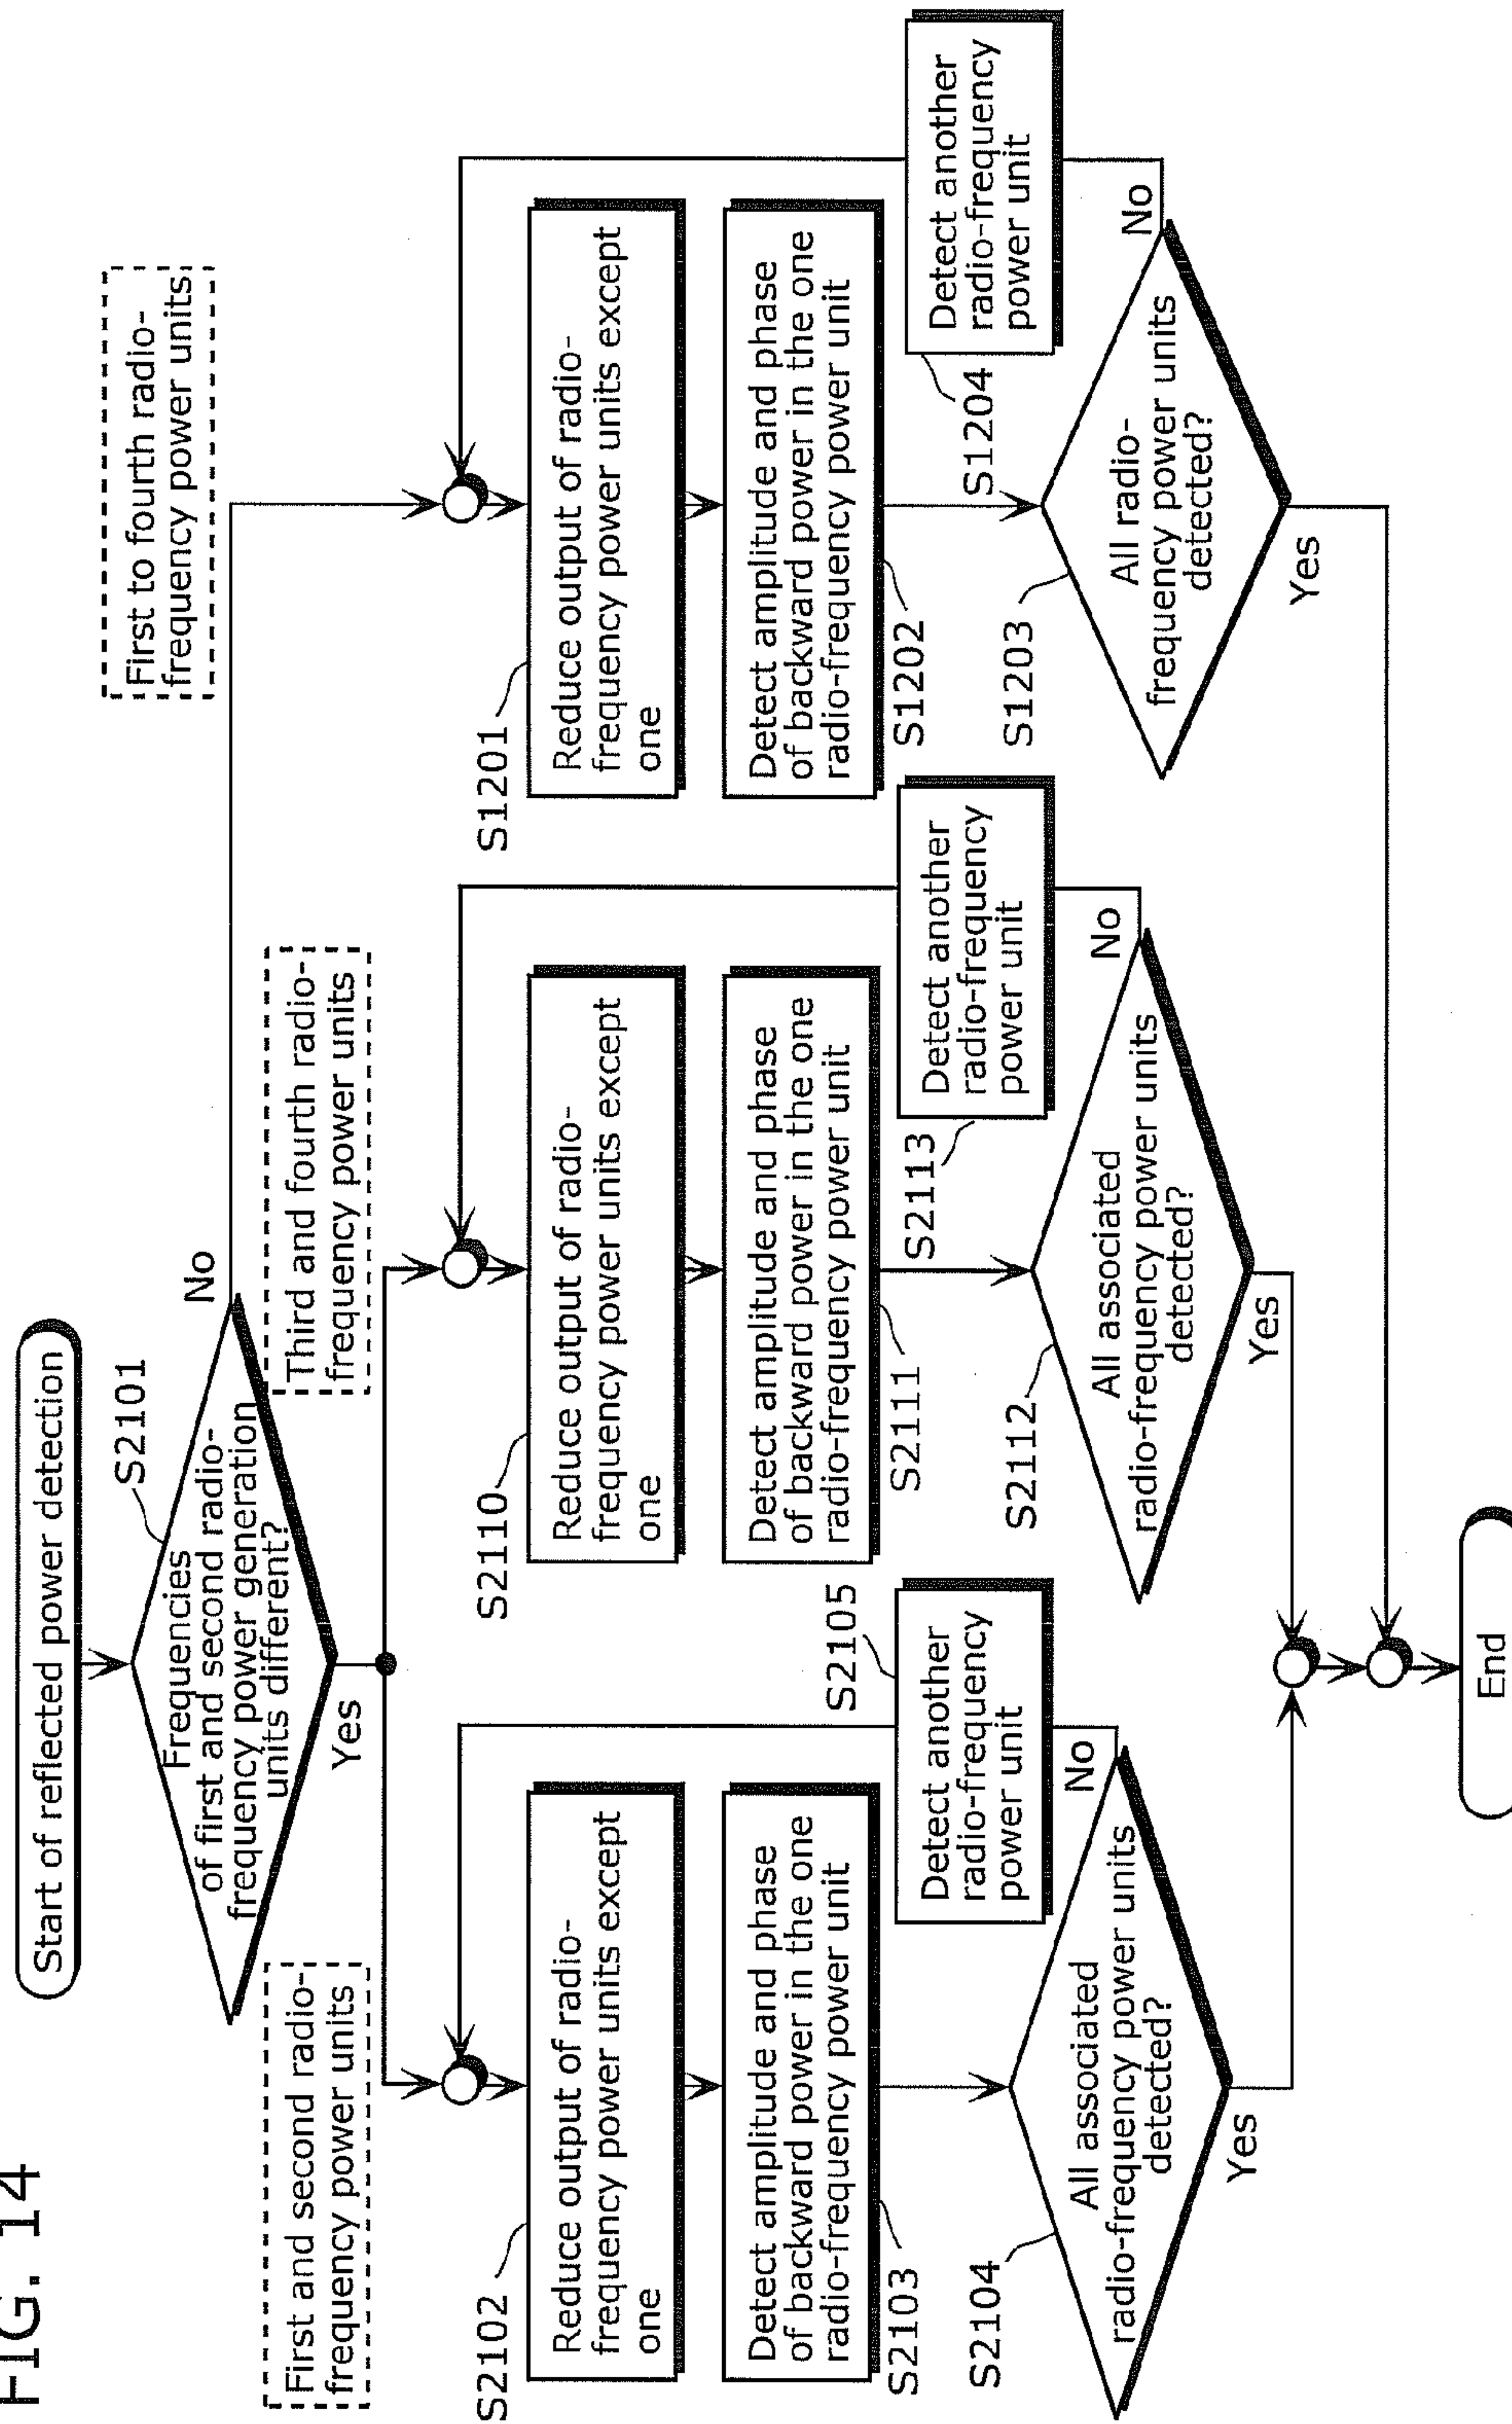 FIG. 14
Start of reflected power detection
S2101
Frequencies
of first and second radio-
frequency power generation
units different?
No
Yes
First and second radio-
frequency power units
Third and fourth radio-
frequency power units
First to fourth radio-
frequency power units
S2102
Reduce output of radio-
frequency power units except
one
Detect amplitude and phase
of backward power in the one
radio-frequency power unit
S2103
S2105
Detect another
radio-frequency
power unit
S2104
All associated
radio-frequency power units
detected?
No
Yes
S2110
Reduce output of radio-
frequency power units except
one
Detect amplitude and phase
of backward power in the one
radio-frequency power unit
S2111
S2113
Detect another
radio-frequency
power unit
S2112
All associated
radio-frequency power units
detected?
No
Yes
S1201
Reduce output of radio-
frequency power units except
one
Detect amplitude and phase
of backward power in the one
radio-frequency power unit
S1202
S1204
Detect another
radio-frequency
power unit
S1203
All radio-
frequency power units
detected?
No
Yes
End